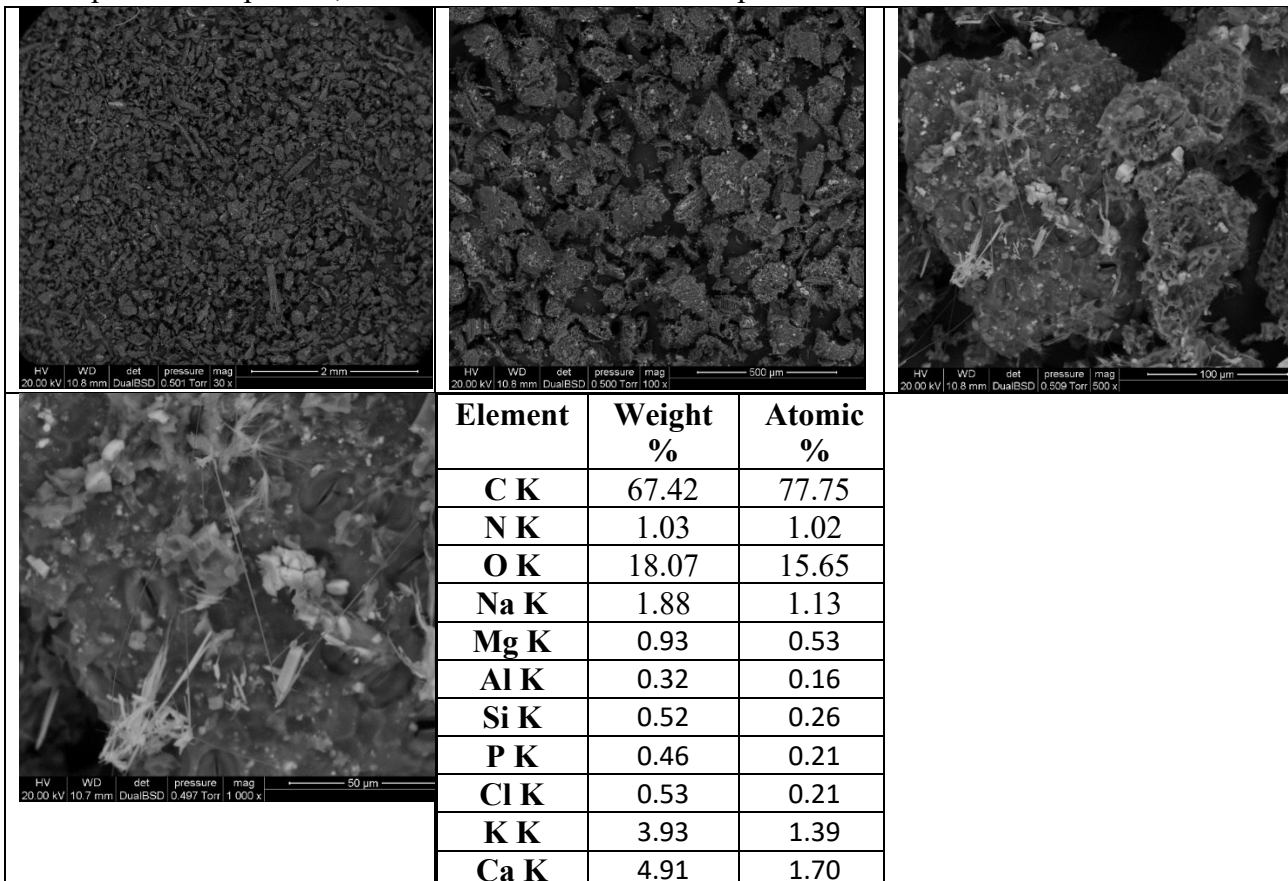 HV WD det pressure mag 2 mm
20.00 kV 10.8 mm DualBSD 0.501 Torr 30 x
HV WD det pressure mag 500 µm
20.00 kV 10.8 mm DualBSD 0.500 Torr 100 x
HV WD det pressure mag 100 µm
20.00 kV 10.8 mm DualBSD 0.509 Torr 500 x
HV WD det pressure mag 50 µm
20.00 kV 10.7 mm DualBSD 0.497 Torr 1 000 x
Element Weight % Atomic %
C K 67.42 77.75
N K 1.03 1.02
O K 18.07 15.65
Na K 1.88 1.13
Mg K 0.93 0.53
Al K 0.32 0.16
Si K 0.52 0.26
P K 0.46 0.21
Cl K 0.53 0.21
K K 3.93 1.39
Ca K 4.91 1.70